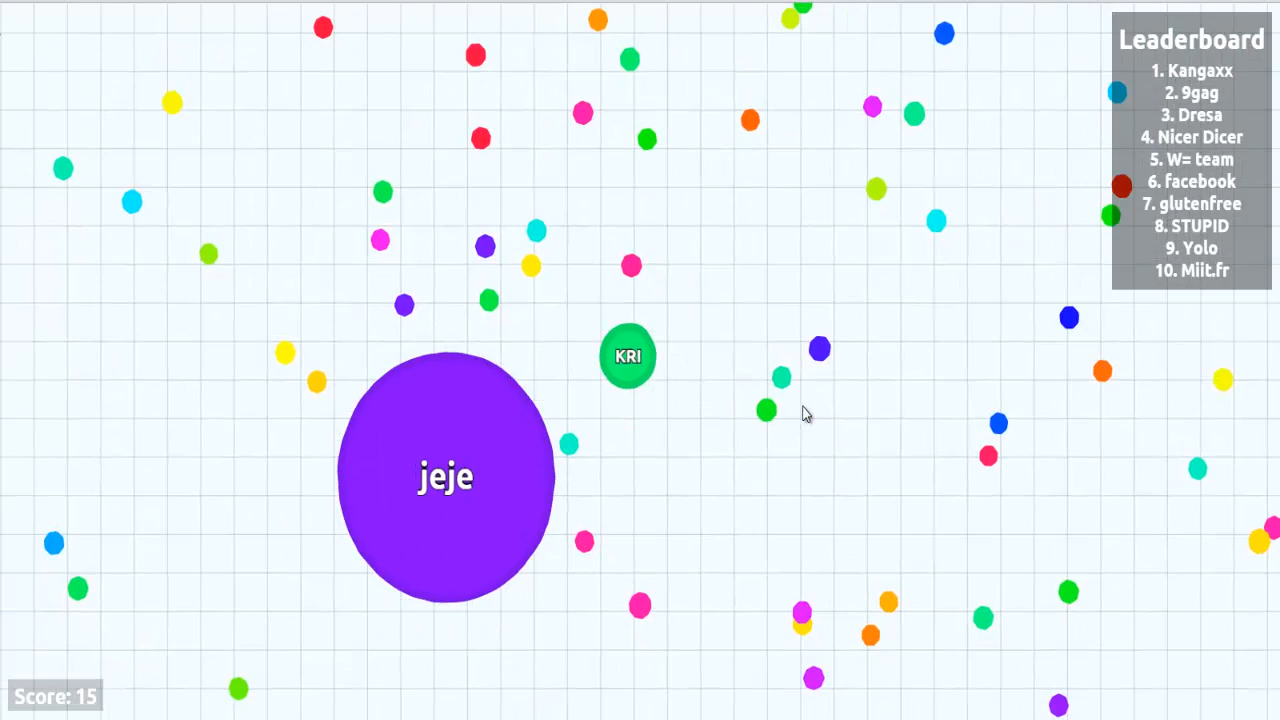 Leaderboard
1. Kangaxx
2. 9gag
3. Dresa
4. Nicer Dicer
5. W= team
6. facebook
7. glutenfree
8. STUPID
9. Yolo
10. Miit.fr
KRI
jeje
Score: 15